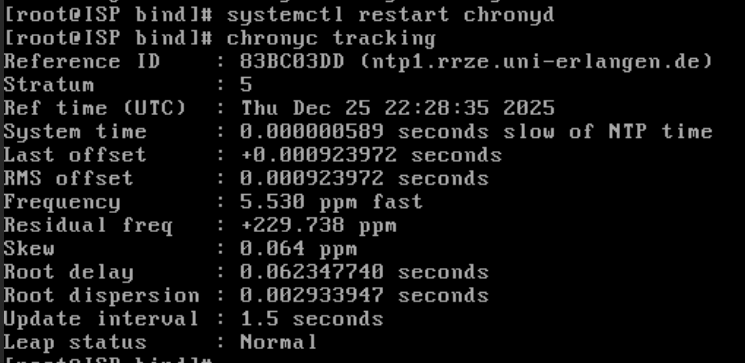 [root@ISP bind]# systemctl restart chronyd
[root@ISP bind]# chronyc tracking
Reference ID    : 83BC03DD (ntp1.rrze.uni-erlangen.de)
Stratum         : 5
Ref time (UTC)  : Thu Dec 25 22:28:35 2025
System time     : 0.000000589 seconds slow of NTP time
Last offset     : +0.000923972 seconds
RMS offset      : 0.000923972 seconds
Frequency       : 5.530 ppm fast
Residual freq   : +229.738 ppm
Skew            : 0.064 ppm
Root delay      : 0.062347740 seconds
Root dispersion : 0.002933947 seconds
Update interval : 1.5 seconds
Leap status     : Normal
[root@ISP bind]#